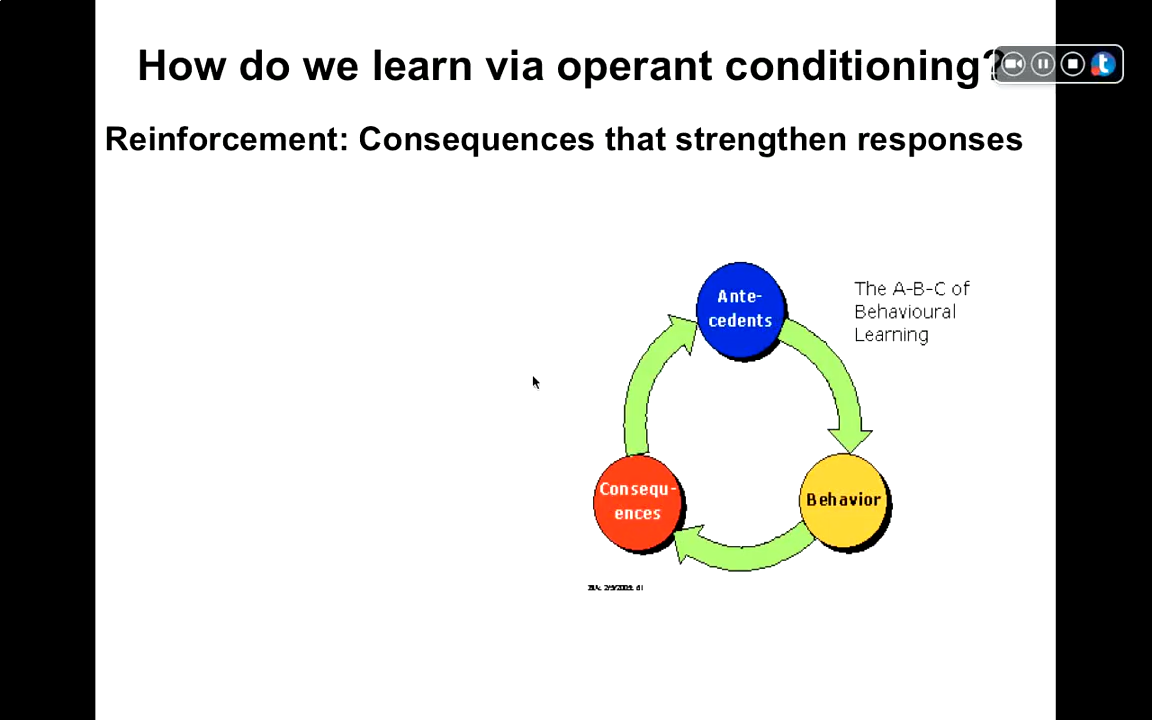 How do we learn via operant conditioning?
Reinforcement: Consequences that strengthen responses
Ante-
cedents
The A-B-C of
Behavioural
Learning
Consequ-
ences
Behavior